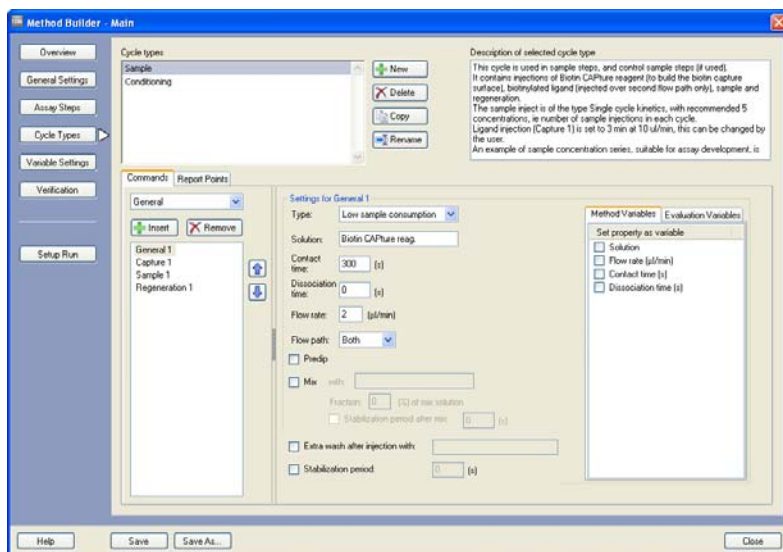 Method Builder - Main
Overview
General Settings
Assay Steps
Cycle Types
Variable Settings
Verification
Setup Run
Cycle types
Sample
Conditioning
New
Delete
Copy
Rename
Description of selected cycle type
This cycle is used in sample steps, and control sample steps (if used).
It contains injections of Biotin CAPture reagent (to build the biotin capture
surface), biotinylated ligand (injected over second flow path only), sample and
regeneration.
The sample inject is of the type Single cycle kinetics, with recommended 5
concentrations, ie number of sample injections in each cycle.
Ligand injection (Capture 1) is set to 3 min at 10 ul/min, this can be changed by
the user.
An example of sample concentration series, suitable for assay development, is
Commands
Report Points
General
Insert
Remove
General 1
Capture 1
Sample 1
Regeneration 1
Settings for General 1
Type: Low sample consumption
Solution: Biotin CAPture reag.
Contact
time: 300 (s)
Dissociation
time: 0 (s)
Flow rate: 2 (µl/min)
Flow path: Both
Predip
Mix with:
Fraction: 0 (%) of mix solution
Stabilization period after mix: 0 (s)
Extra wash after injection with:
Stabilization period: 0 (s)
Method Variables
Evaluation Variables
Set property as variable
Solution
Flow rate (µl/min)
Contact time (s)
Dissociation time (s)
Help
Save
Save As...
Close